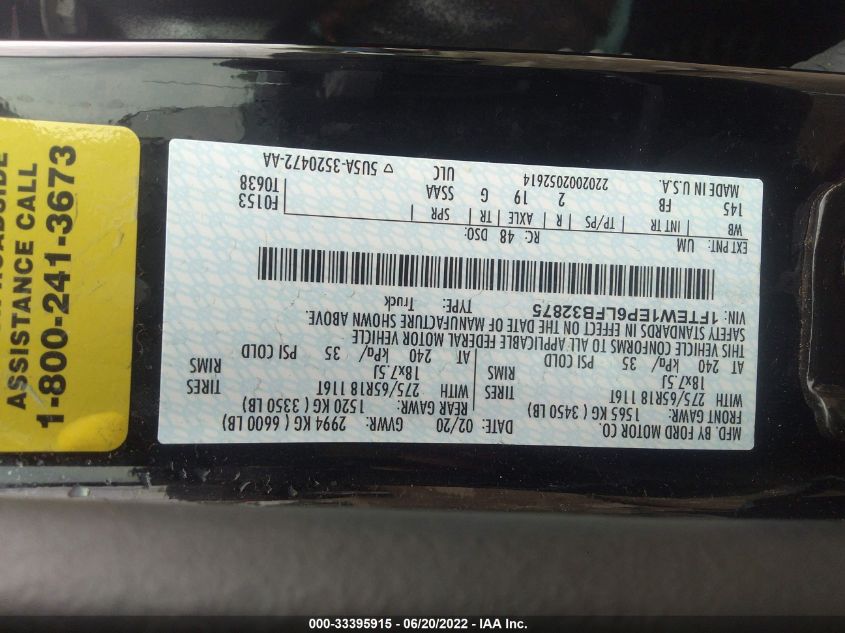 ROADSIDE
ASSISTANCE CALL
1-800-241-3673
MFD. BY FORD MOTOR CO.
DATE: 02/20 GVWR: 2994 KG ( 6600 LB)
FRONT GAWR: 1565 KG ( 3450 LB) REAR GAWR: 1520 KG ( 3350 LB)
WITH 275/65R18 116T TIRES WITH 275/65R18 116T TIRES
18x7.5J RIMS 18x7.5J RIMS
AT 240 kPa/ 35 PSI COLD AT 240 kPa/ 35 PSI COLD
THIS VEHICLE CONFORMS TO ALL APPLICABLE FEDERAL MOTOR VEHICLE
SAFETY STANDARDS IN EFFECT ON THE DATE OF MANUFACTURE SHOWN ABOVE.
VIN: 1FTEW1EP6LFB32875 TYPE: Truck
EXT PNT: UM RC: 48 DSO: F0153
WB INT TR TP/PS R AXLE TR SPR T0638
145 FB 2 19 G SSAA ULC
MADE IN U.S.A. 2202002052614 ▽ 5U5A-3520472-AA
000-33395915 - 06/20/2022 - IAA Inc.